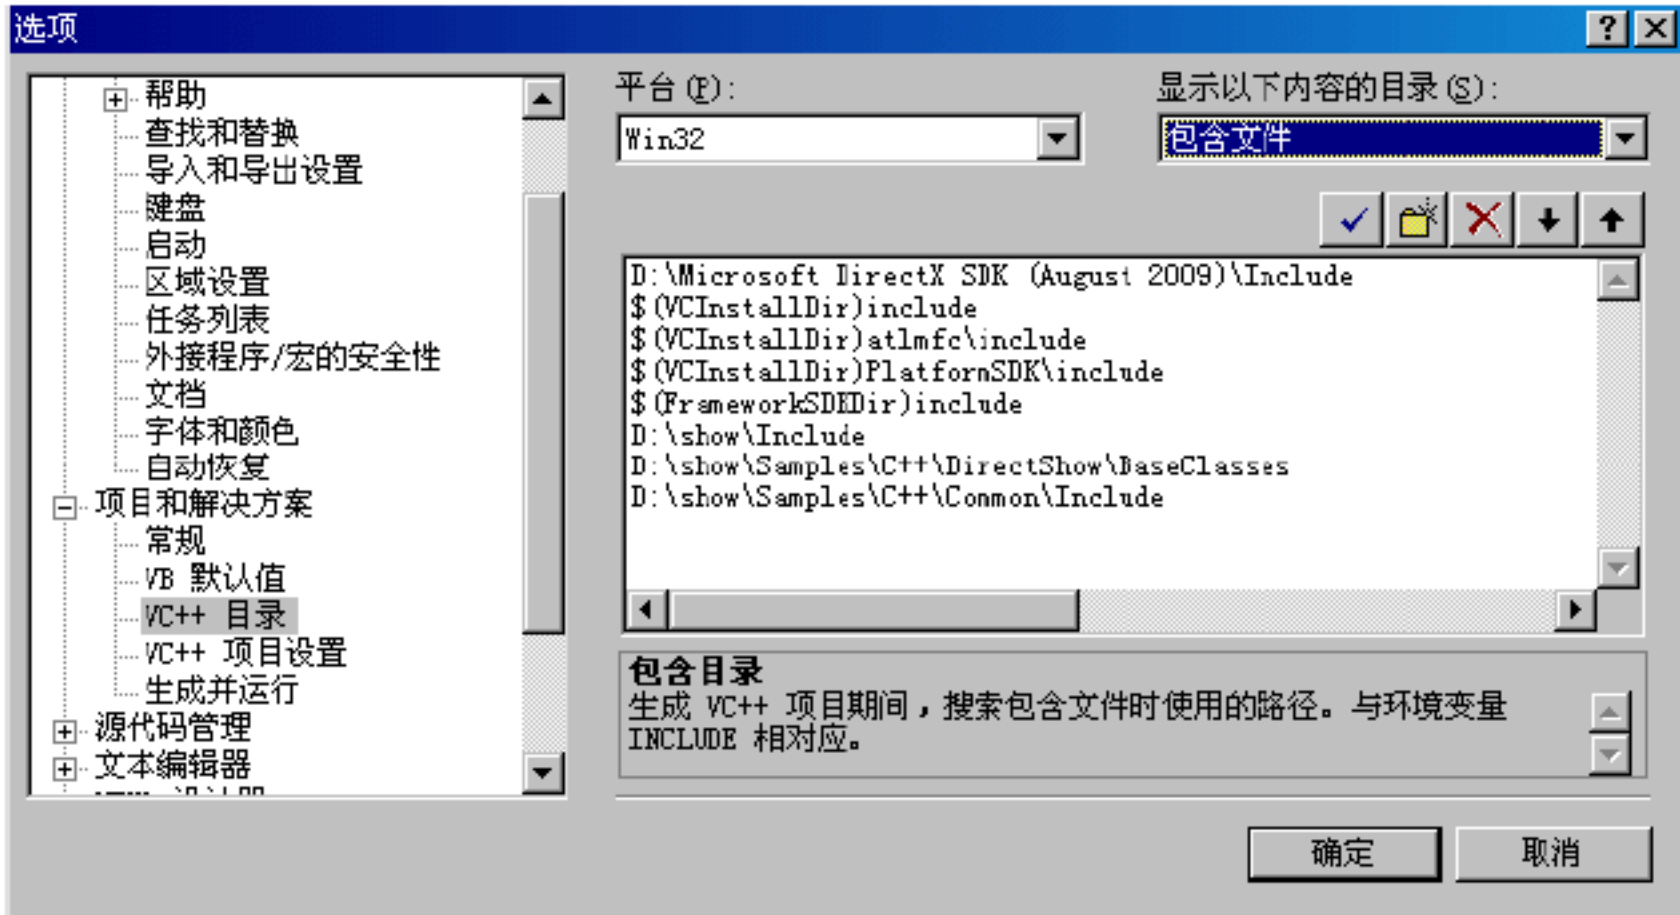 选项
帮助
查找和替换
导入和导出设置
键盘
启动
区域设置
任务列表
外接程序/宏的安全性
文档
字体和颜色
自动恢复
项目和解决方案
常规
VB 默认值
VC++ 目录
VC++ 项目设置
生成并运行
源代码管理
文本编辑器
平台(P):
Win32
显示以下内容的目录(S):
包含文件
D:\Microsoft DirectX SDK (August 2009)\Include
$(VCInstallDir)include
$(VCInstallDir)atlmfc\include
$(VCInstallDir)PlatformSDK\include
$(FrameworkSDKDir)include
D:\show\Include
D:\show\Samples\C++\DirectShow\BaseClasses
D:\show\Samples\C++\Common\Include
包含目录
生成 VC++ 项目期间，搜索包含文件时使用的路径。与环境变量
INCLUDE 相对应。
确定
取消